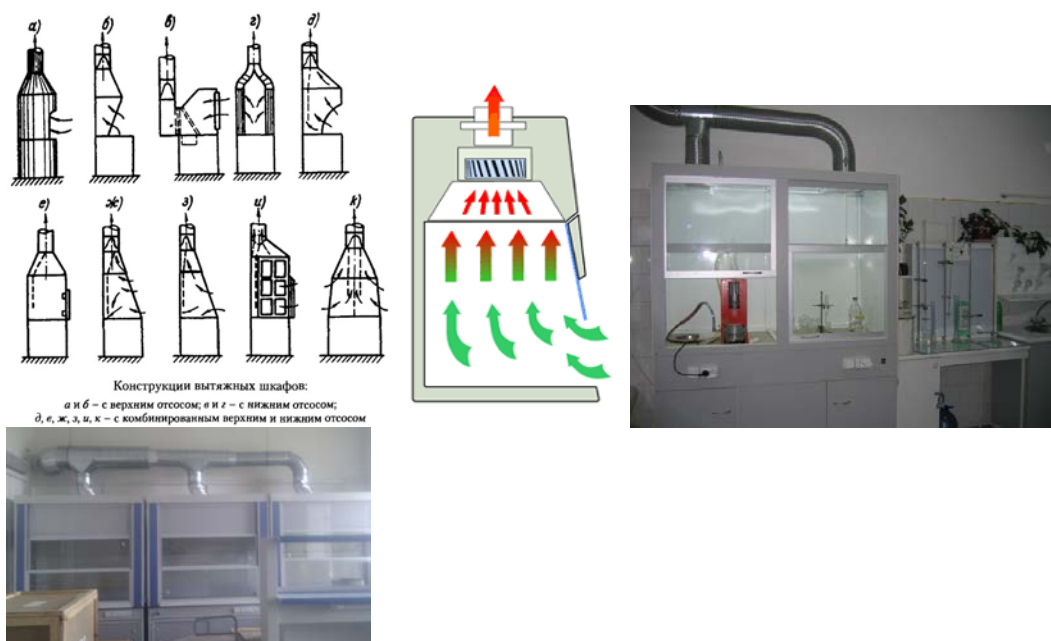 а) б) в) г) д)
е) ж) з) и) к)
Конструкции вытяжных шкафов:
а и б – с верхним отсосом; в и г – с нижним отсосом;
д, е, ж, з, и, к – с комбинированным верхним и нижним отсосом